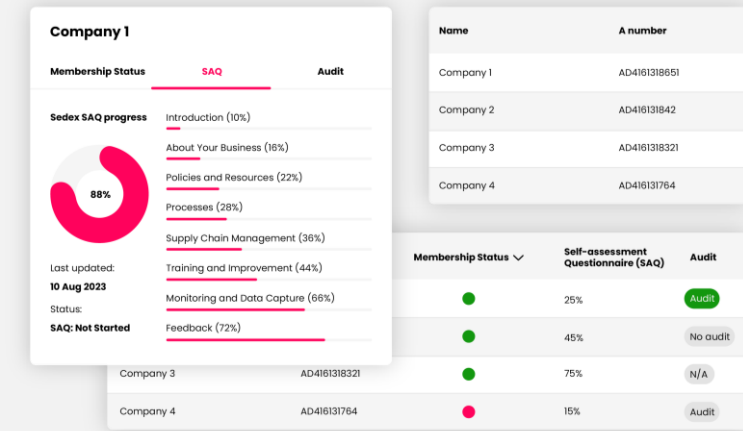 Company 1
Membership Status SAQ Audit
Sedex SAQ progress
88%
Last updated:
10 Aug 2023
Status:
SAQ: Not Started
Introduction (10%)
About Your Business (16%)
Policies and Resources (22%)
Processes (28%)
Supply Chain Management (36%)
Training and Improvement (44%)
Monitoring and Data Capture (66%)
Feedback (72%)
Name A number
Company 1 AD4161318651
Company 2 AD416131842
Company 3 AD4161318321
Company 4 AD416131764
Membership Status Self-assessment Audit
Questionnaire (SAQ)
25% Audit
45% No audit
Company 3 AD4161318321 75% N/A
Company 4 AD416131764 15% Audit